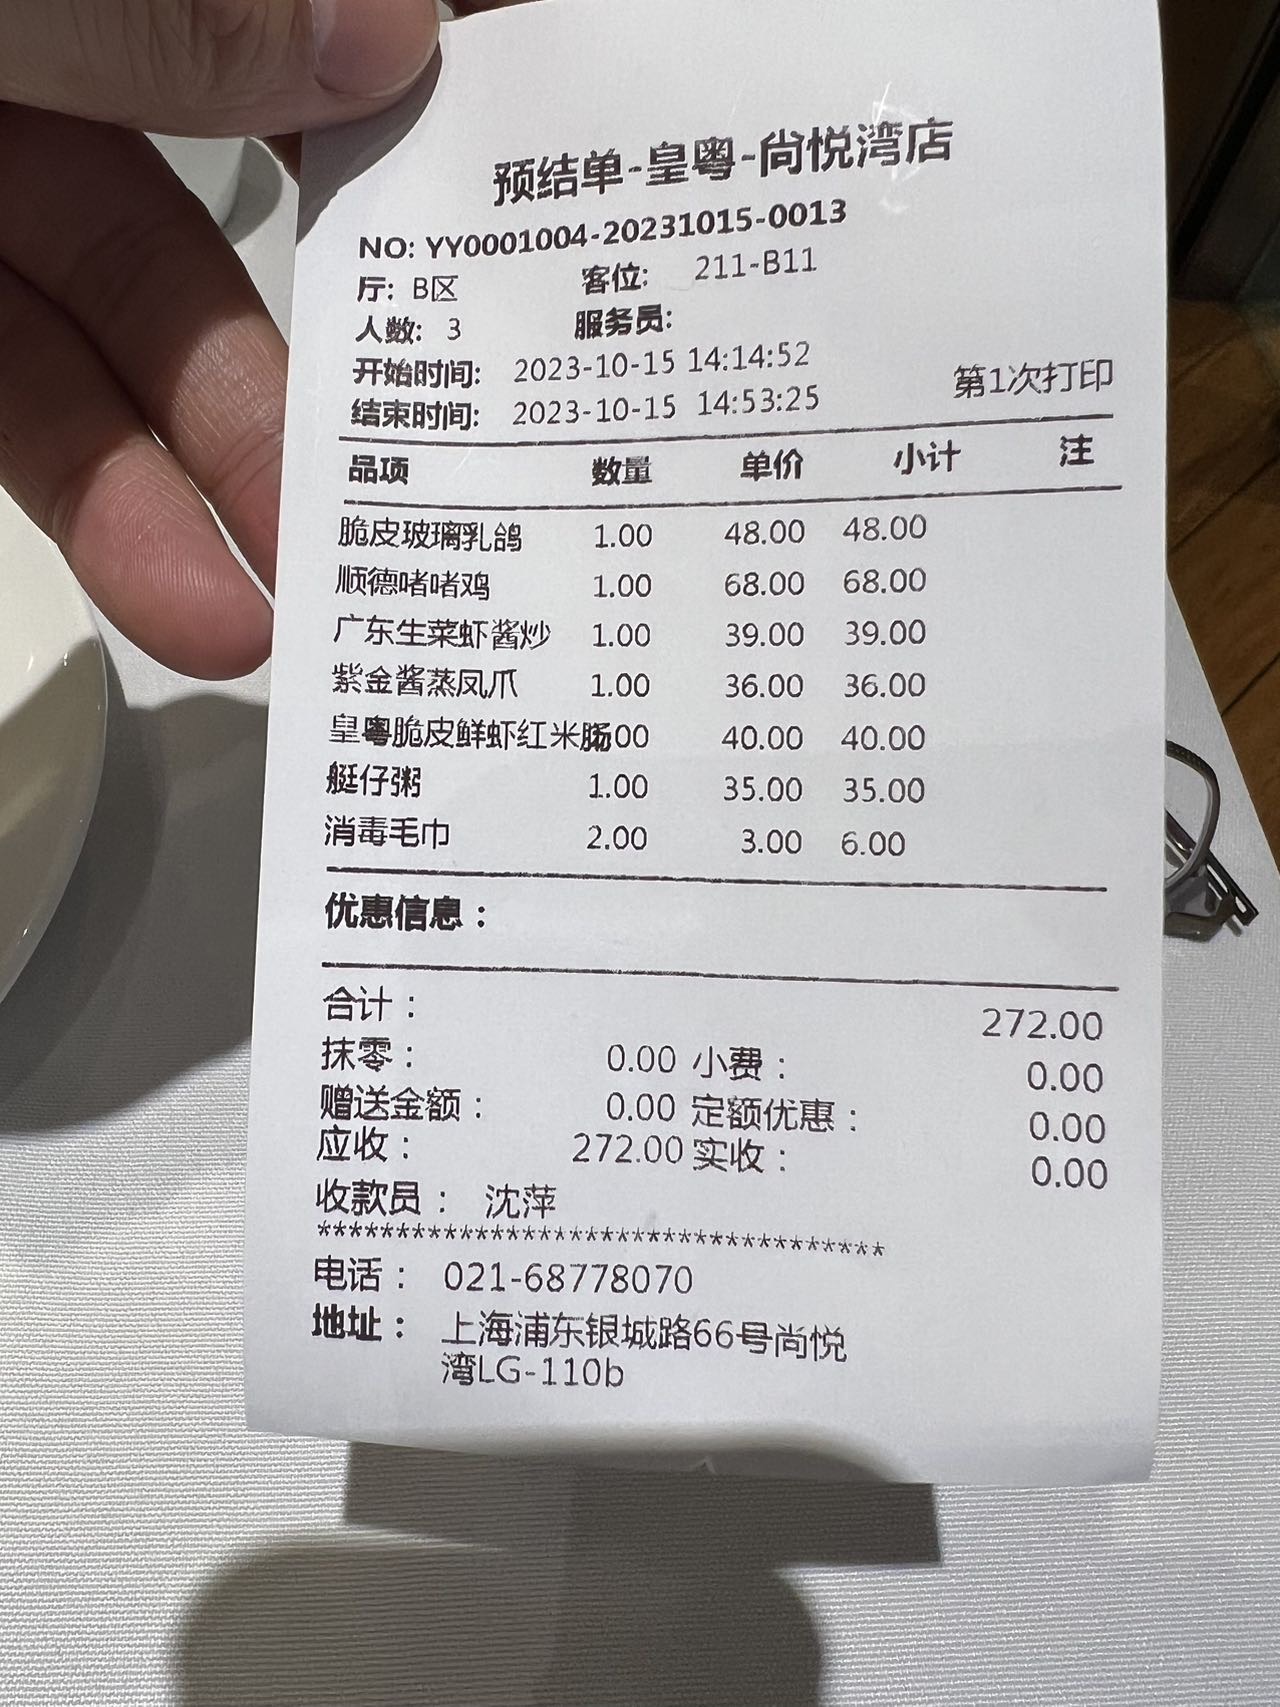 预结单-皇粤-尚悦湾店
NO: YY0001004-20231015-0013
厅: B区 客位: 211-B11
人数: 3 服务员:
开始时间: 2023-10-15 14:14:52
结束时间: 2023-10-15 14:53:25 第1次打印
品项 数量 单价 小计 注
脆皮玻璃乳鸽 1.00 48.00 48.00
顺德啫啫鸡 1.00 68.00 68.00
广东生菜虾酱炒 1.00 39.00 39.00
紫金酱蒸凤爪 1.00 36.00 36.00
皇粤脆皮鲜虾红米肠00 40.00 40.00
艇仔粥 1.00 35.00 35.00
消毒毛巾 2.00 3.00 6.00
优惠信息:
合计: 272.00
抹零: 0.00 小费: 0.00
赠送金额: 0.00 定额优惠: 0.00
应收: 272.00 实收: 0.00
收款员: 沈萍
************************************
电话: 021-68778070
地址: 上海浦东银城路66号尚悦
湾LG-110b